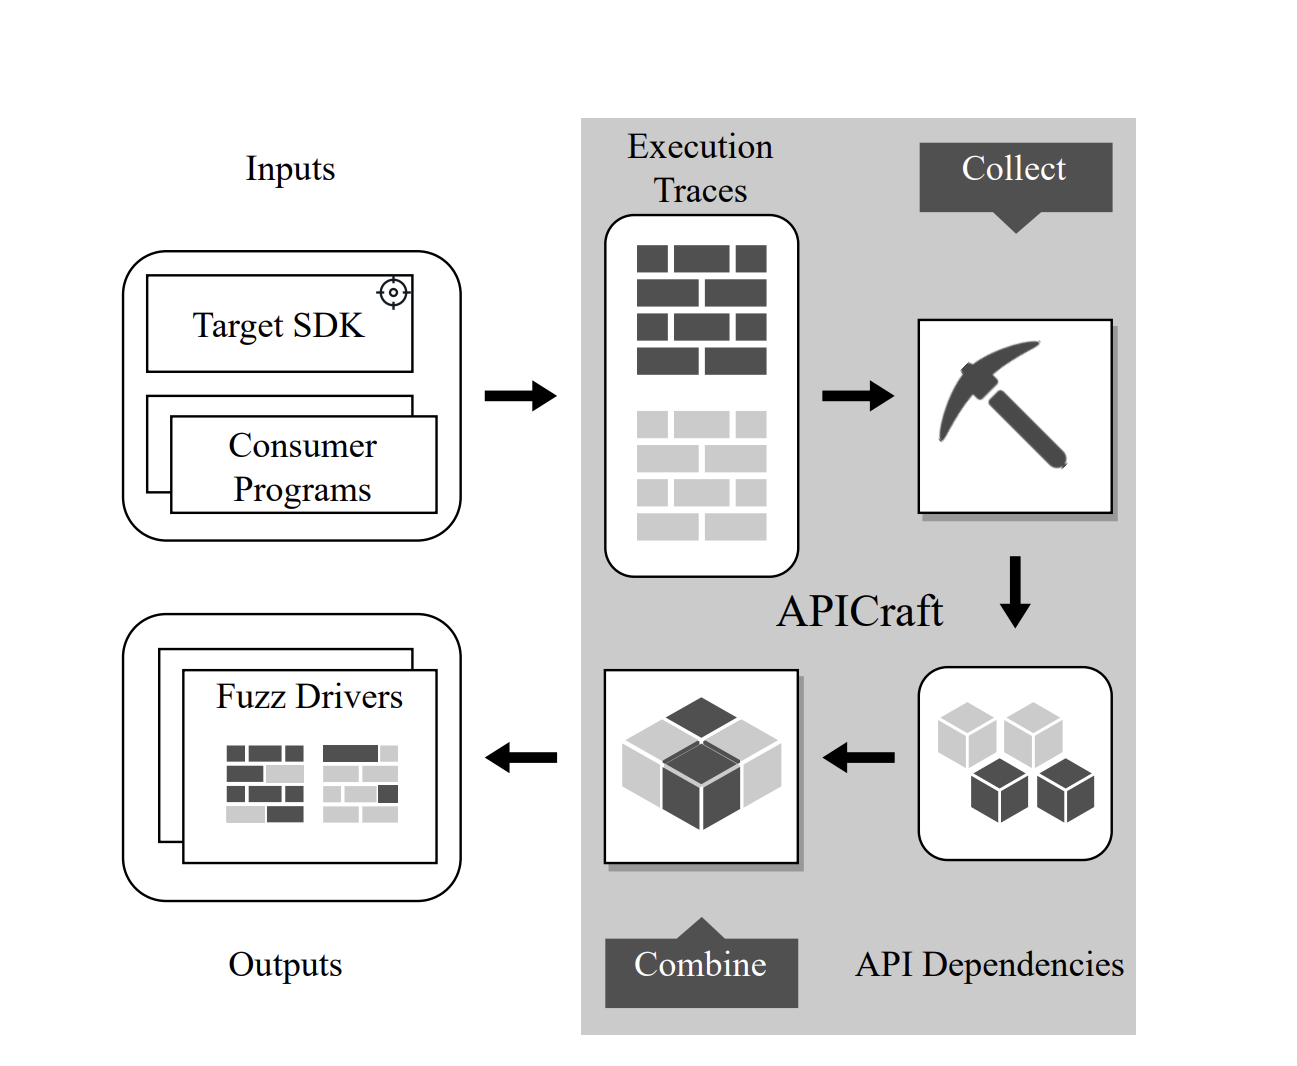 Inputs
Target SDK
Consumer
Programs
Execution
Traces
Collect
APICraft
Fuzz Drivers
Outputs
Combine
API Dependencies